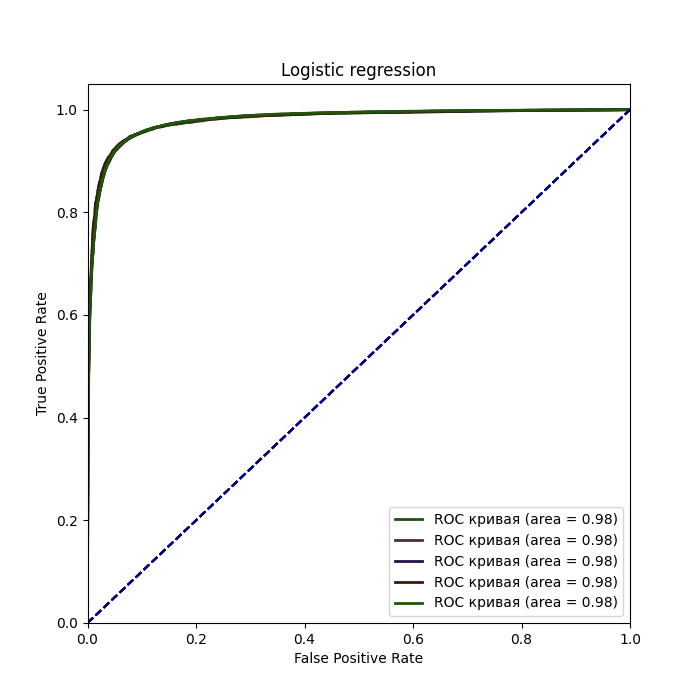 Logistic regression
True Positive Rate
1.0
0.8
0.6
0.4
0.2
0.0
ROC кривая (area = 0.98)
ROC кривая (area = 0.98)
ROC кривая (area = 0.98)
ROC кривая (area = 0.98)
ROC кривая (area = 0.98)
0.0 0.2 0.4 0.6 0.8 1.0
False Positive Rate